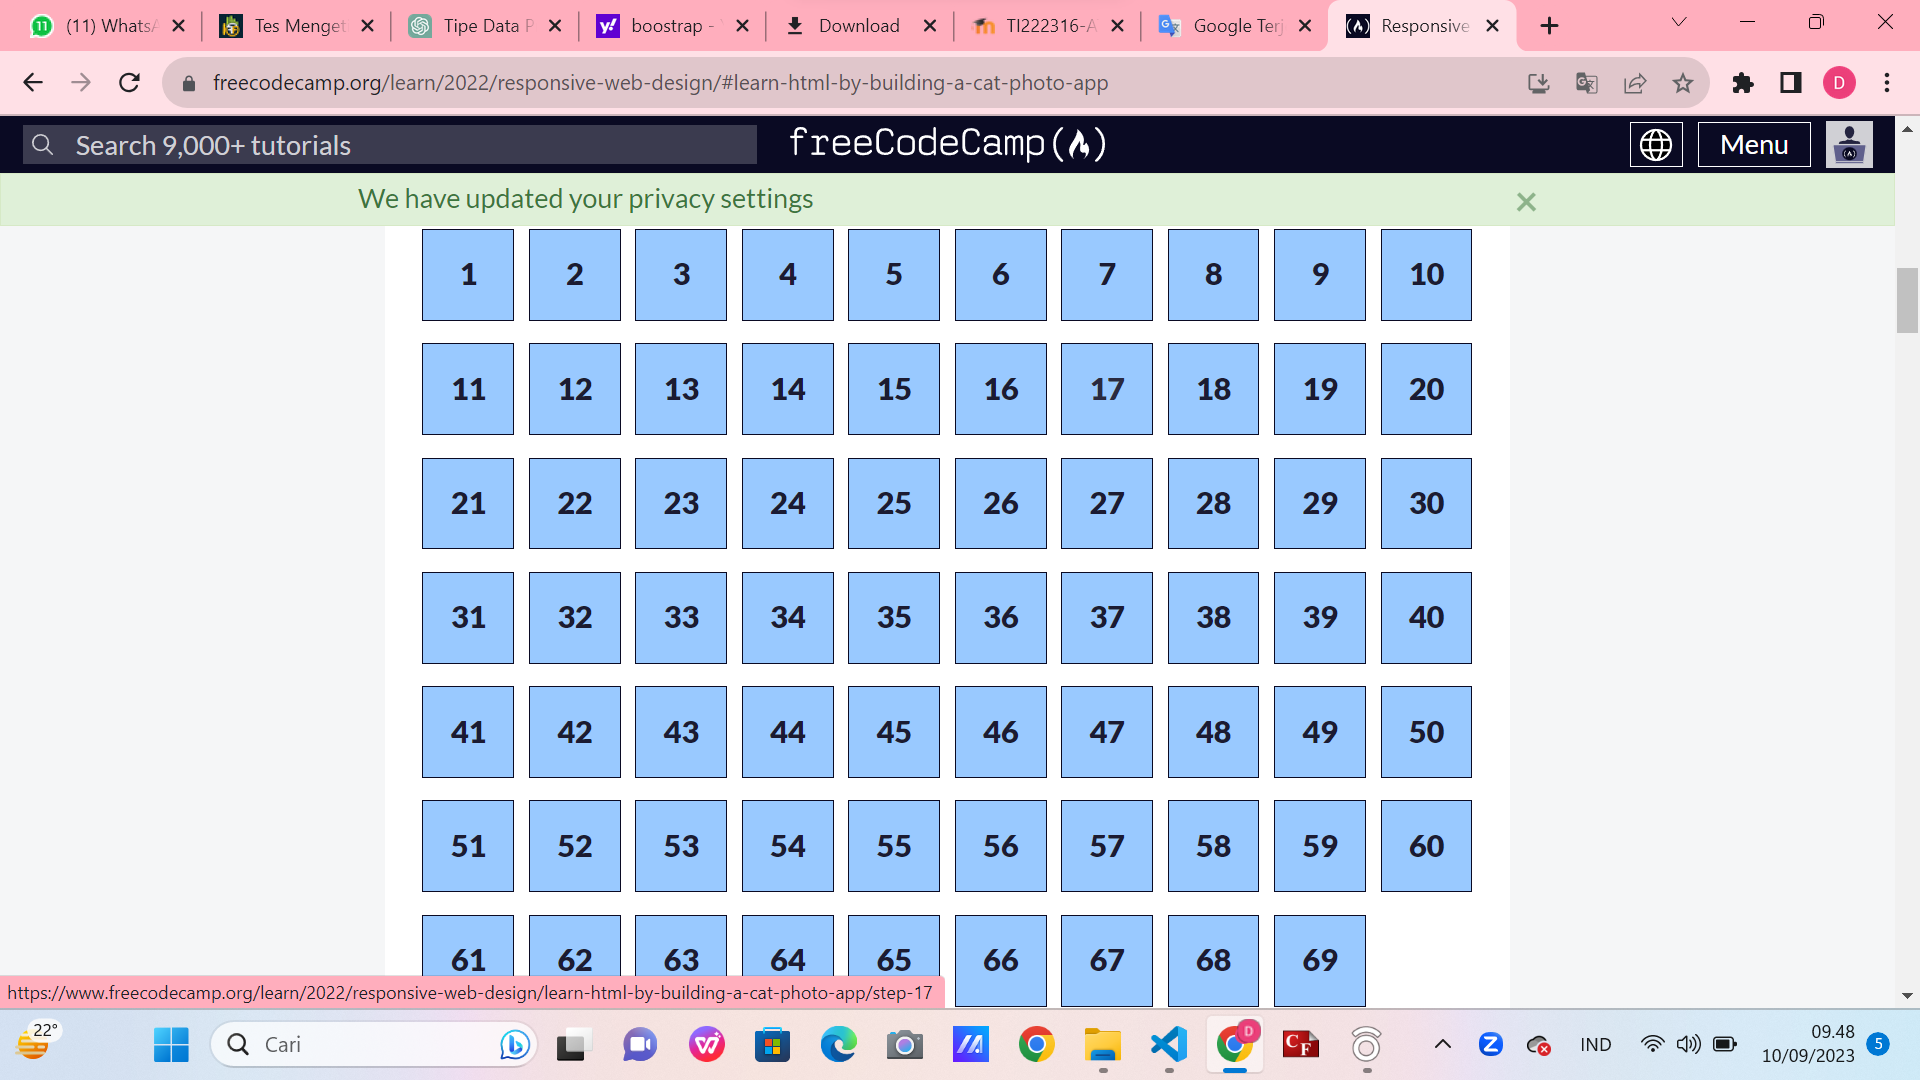 (11) WhatsA
Tes Menget
Tipe Data P
boostrap -
Download
TI222316-A
Google Terj
Responsive
D
freecodecamp.org/learn/2022/responsive-web-design/#learn-html-by-building-a-cat-photo-app
Search 9,000+ tutorials
freeCodeCamp
Menu
We have updated your privacy settings
1 2 3 4 5 6 7 8 9 10
11 12 13 14 15 16 17 18 19 20
21 22 23 24 25 26 27 28 29 30
31 32 33 34 35 36 37 38 39 40
41 42 43 44 45 46 47 48 49 50
51 52 53 54 55 56 57 58 59 60
61 62 63 64 65 66 67 68 69
https://www.freecodecamp.org/learn/2022/responsive-web-design/learn-html-by-building-a-cat-photo-app/step-17
22°
Cari
D
CF
Z
IND
09.48
10/09/2023
5